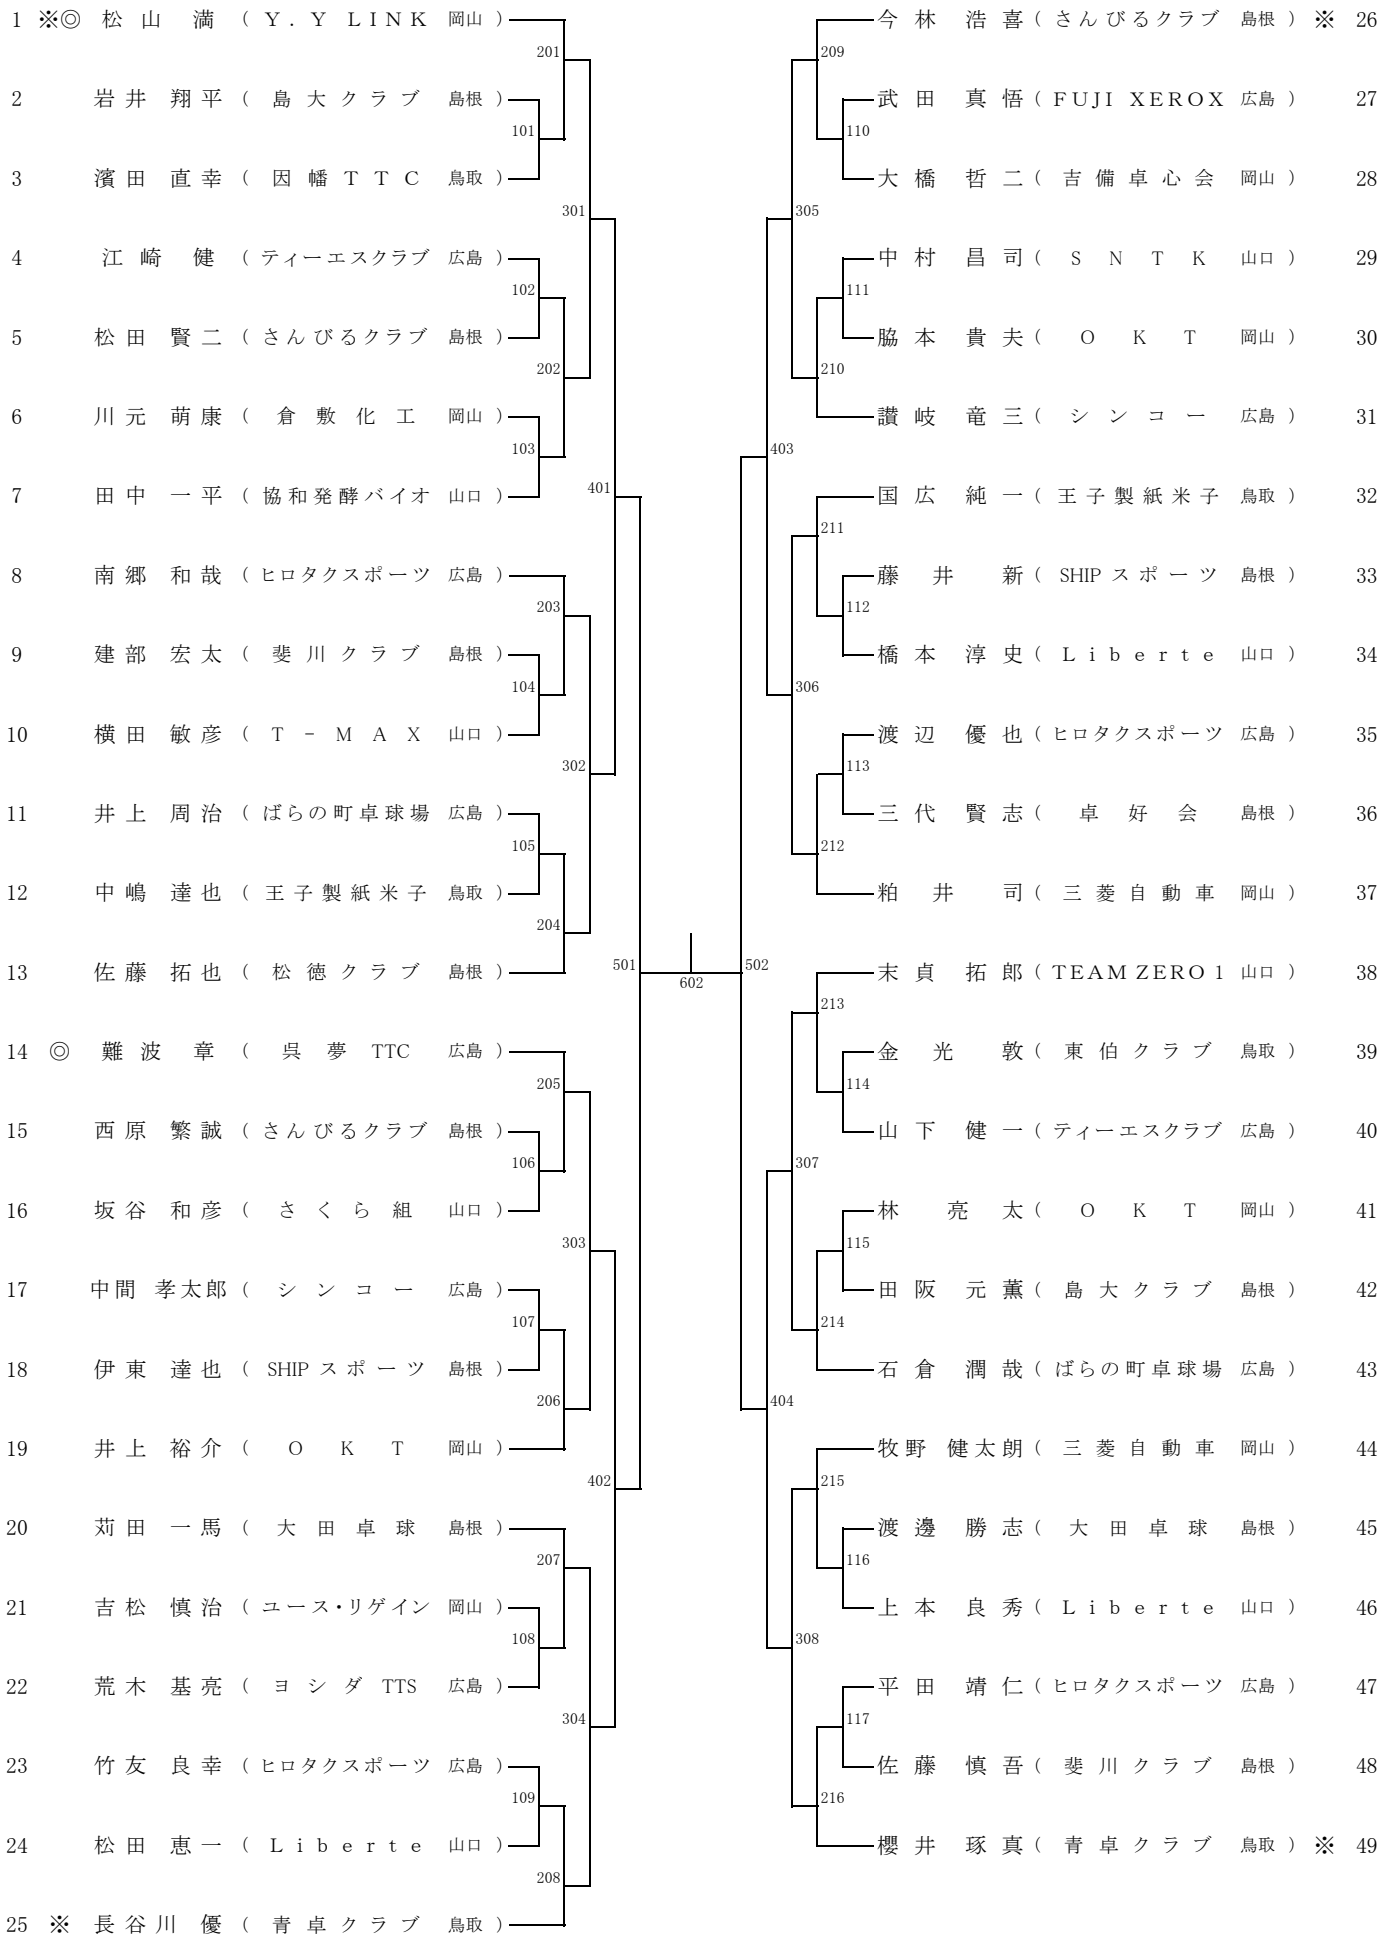 1 ※◎ 松山 満 ( Y.Y LINK 岡山 )
201
2 岩井 翔平 ( 島大クラブ 島根 )
101
3 濱田 直幸 ( 因幡TTC 鳥取 )
301
4 江崎 健 ( ティーエスクラブ 広島 )
102
5 松田 賢二 ( さんびるクラブ 島根 )
202
6 川元 萌康 ( 倉敷化工 岡山 )
103
7 田中 一平 ( 協和発酵バイオ 山口 )
401
8 南郷 和哉 ( ヒロタクスポーツ 広島 )
203
9 建部 宏太 ( 斐川クラブ 島根 )
104
10 横田 敏彦 ( T-MAX 山口 )
302
11 井上 周治 ( ばらの町卓球場 広島 )
105
12 中嶋 達也 ( 王子製紙米子 鳥取 )
204
13 佐藤 拓也 ( 松徳クラブ 島根 )
501
14 ◎ 難波 章 ( 呉夢TTC 広島 )
205
15 西原 繁誠 ( さんびるクラブ 島根 )
106
16 坂谷 和彦 ( さくら組 山口 )
303
17 中間 孝太郎 ( シンコー 広島 )
107
18 伊東 達也 ( SHIPスポーツ 島根 )
206
19 井上 裕介 ( OKT 岡山 )
402
20 苅田 一馬 ( 大田卓球 島根 )
207
21 吉松 慎治 ( ユース・リゲイン 岡山 )
108
22 荒木 基亮 ( ヨシダTTS 広島 )
304
23 竹友 良幸 ( ヒロタクスポーツ 広島 )
109
24 松田 恵一 ( Liberte 山口 )
208
25 ※ 長谷川 優 ( 青卓クラブ 鳥取 )
602
今林 浩喜 ( さんびるクラブ 島根 ) ※ 26
209
武田 真悟 ( FUJI XEROX 広島 ) 27
110
大橋 哲二 ( 吉備卓心会 岡山 ) 28
305
中村 昌司 ( SNTK 山口 ) 29
111
脇本 貴夫 ( OKT 岡山 ) 30
210
讃岐 竜三 ( シンコー 広島 ) 31
403
国広 純一 ( 王子製紙米子 鳥取 ) 32
211
藤井 新 ( SHIPスポーツ 島根 ) 33
112
橋本 淳史 ( Liberte 山口 ) 34
306
渡辺 優也 ( ヒロタクスポーツ 広島 ) 35
113
三代 賢志 ( 卓好会 島根 ) 36
212
粕井 司 ( 三菱自動車 岡山 ) 37
502
末貞 拓郎 ( TEAM ZERO 1 山口 ) 38
213
金光 敦 ( 東伯クラブ 鳥取 ) 39
114
山下 健一 ( ティーエスクラブ 広島 ) 40
307
林 亮太 ( OKT 岡山 ) 41
115
田阪 元薫 ( 島大クラブ 島根 ) 42
214
石倉 潤哉 ( ばらの町卓球場 広島 ) 43
404
牧野 健太朗 ( 三菱自動車 岡山 ) 44
215
渡邊 勝志 ( 大田卓球 島根 ) 45
116
上本 良秀 ( Liberte 山口 ) 46
308
平田 靖仁 ( ヒロタクスポーツ 広島 ) 47
117
佐藤 慎吾 ( 斐川クラブ 島根 ) 48
216
櫻井 琢真 ( 青卓クラブ 鳥取 ) ※ 49